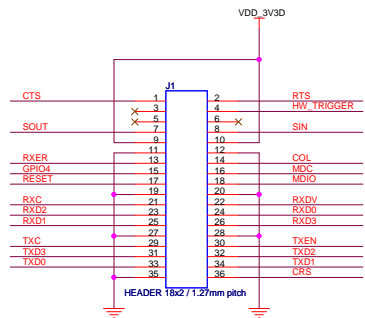 VDD_3V3D
J1
CTS 1 2 RTS
3 4 HW_TRIGGER
5 6
SOUT 7 8 SIN
9 10
11 12
RXER 13 14 COL
GPIO4 15 16 MDC
RESET 17 18 MDIO
19 20
RXC 21 22 RXDV
RXD2 23 24 RXD0
RXD1 25 26 RXD3
27 28
TXC 29 30 TXEN
TXD3 31 32 TXD2
TXD0 33 34 TXD1
35 36 CRS
HEADER 18x2 / 1.27mm pitch